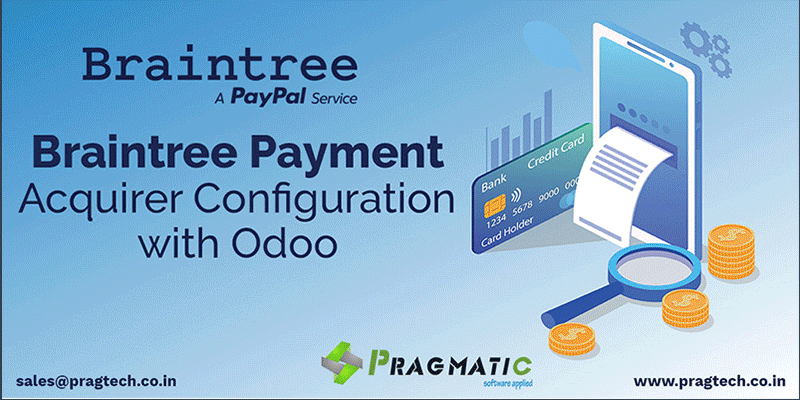 Braintree
A PayPal Service
Braintree Payment
Acquirer Configuration
with Odoo
Credit Card
Bank
1234 5678 9000 000
Card Holder
PRAGMATIC
software applied
sales@pragtech.co.in
www.pragtech.co.in